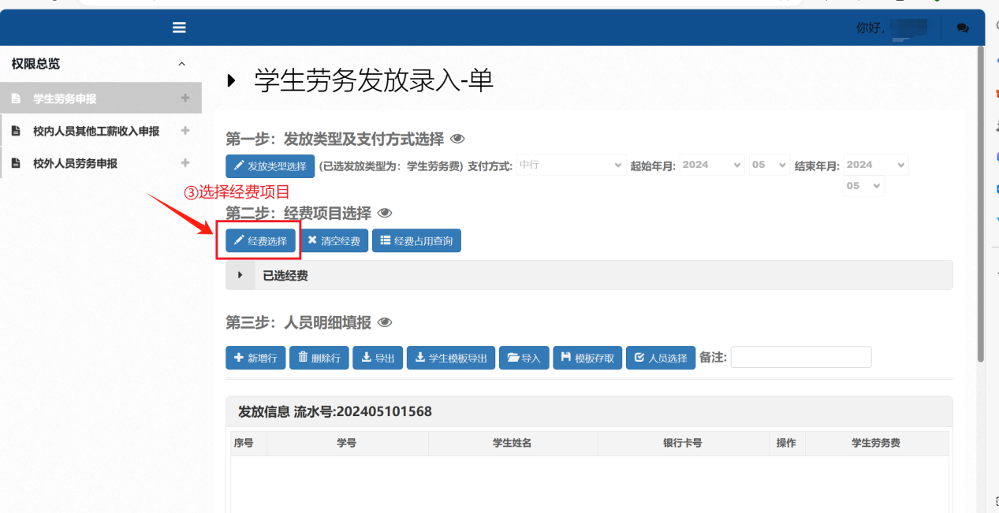 你好,
权限总览
学生劳务申报
校内人员其他工薪收入申报
校外人员劳务申报
学生劳务发放录入-单
第一步：发放类型及支付方式选择
发放类型选择 (已选发放类型为：学生劳务费) 支付方式: 中行 起始年月: 2024 05 结束年月: 2024
05
③选择经费项目
第二步：经费项目选择
经费选择 清空经费 经费占用查询
已选经费
第三步：人员明细填报
新增行 删除行 导出 学生模板导出 导入 模板存取 人员选择 备注:
发放信息 流水号:202405101568
序号 学号 学生姓名 银行卡号 操作 学生劳务费